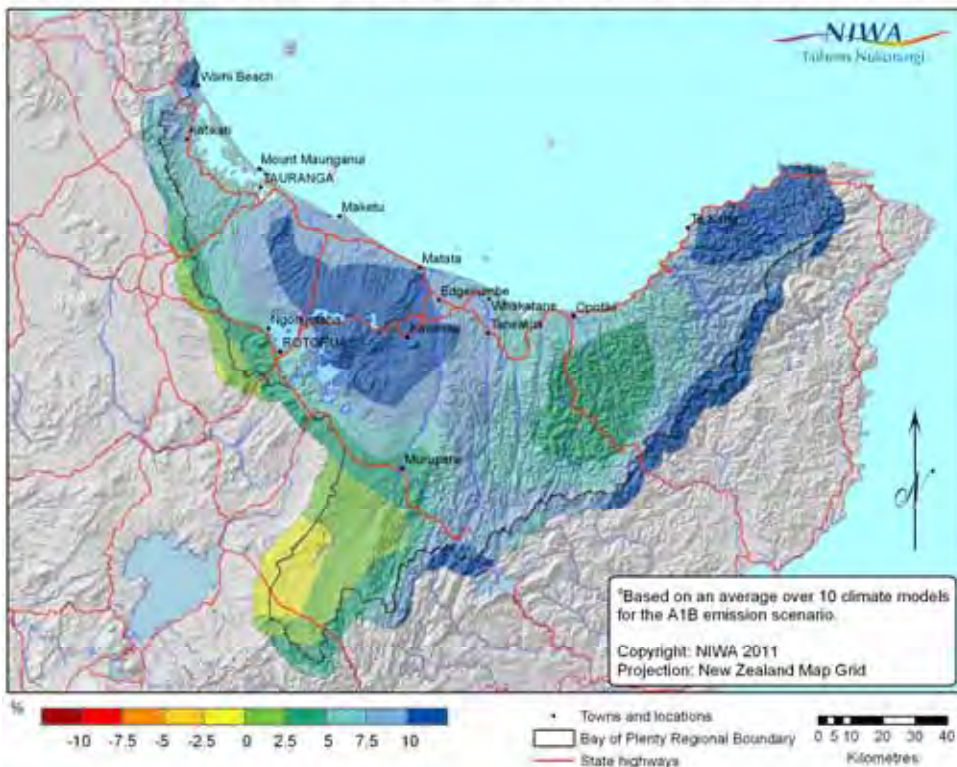 NIWA
Taihoro Nukurangi
Waihi Beach
Katikati
Mount Maunganui
TAURANGA
Maketu
Te Kaha
Matata
Edgecumbe
Whakatane
Opotiki
Ngongotaha
Kawerau
Taneatua
ROTORUA
Murupara
N
*Based on an average over 10 climate models
for the A1B emission scenario.
Copyright: NIWA 2011
Projection: New Zealand Map Grid
%
-10 -7.5 -5 -2.5 0 2.5 5 7.5 10
Towns and locations
Bay of Plenty Regional Boundary
State highways
0 5 10 20 30 40
Kilometres